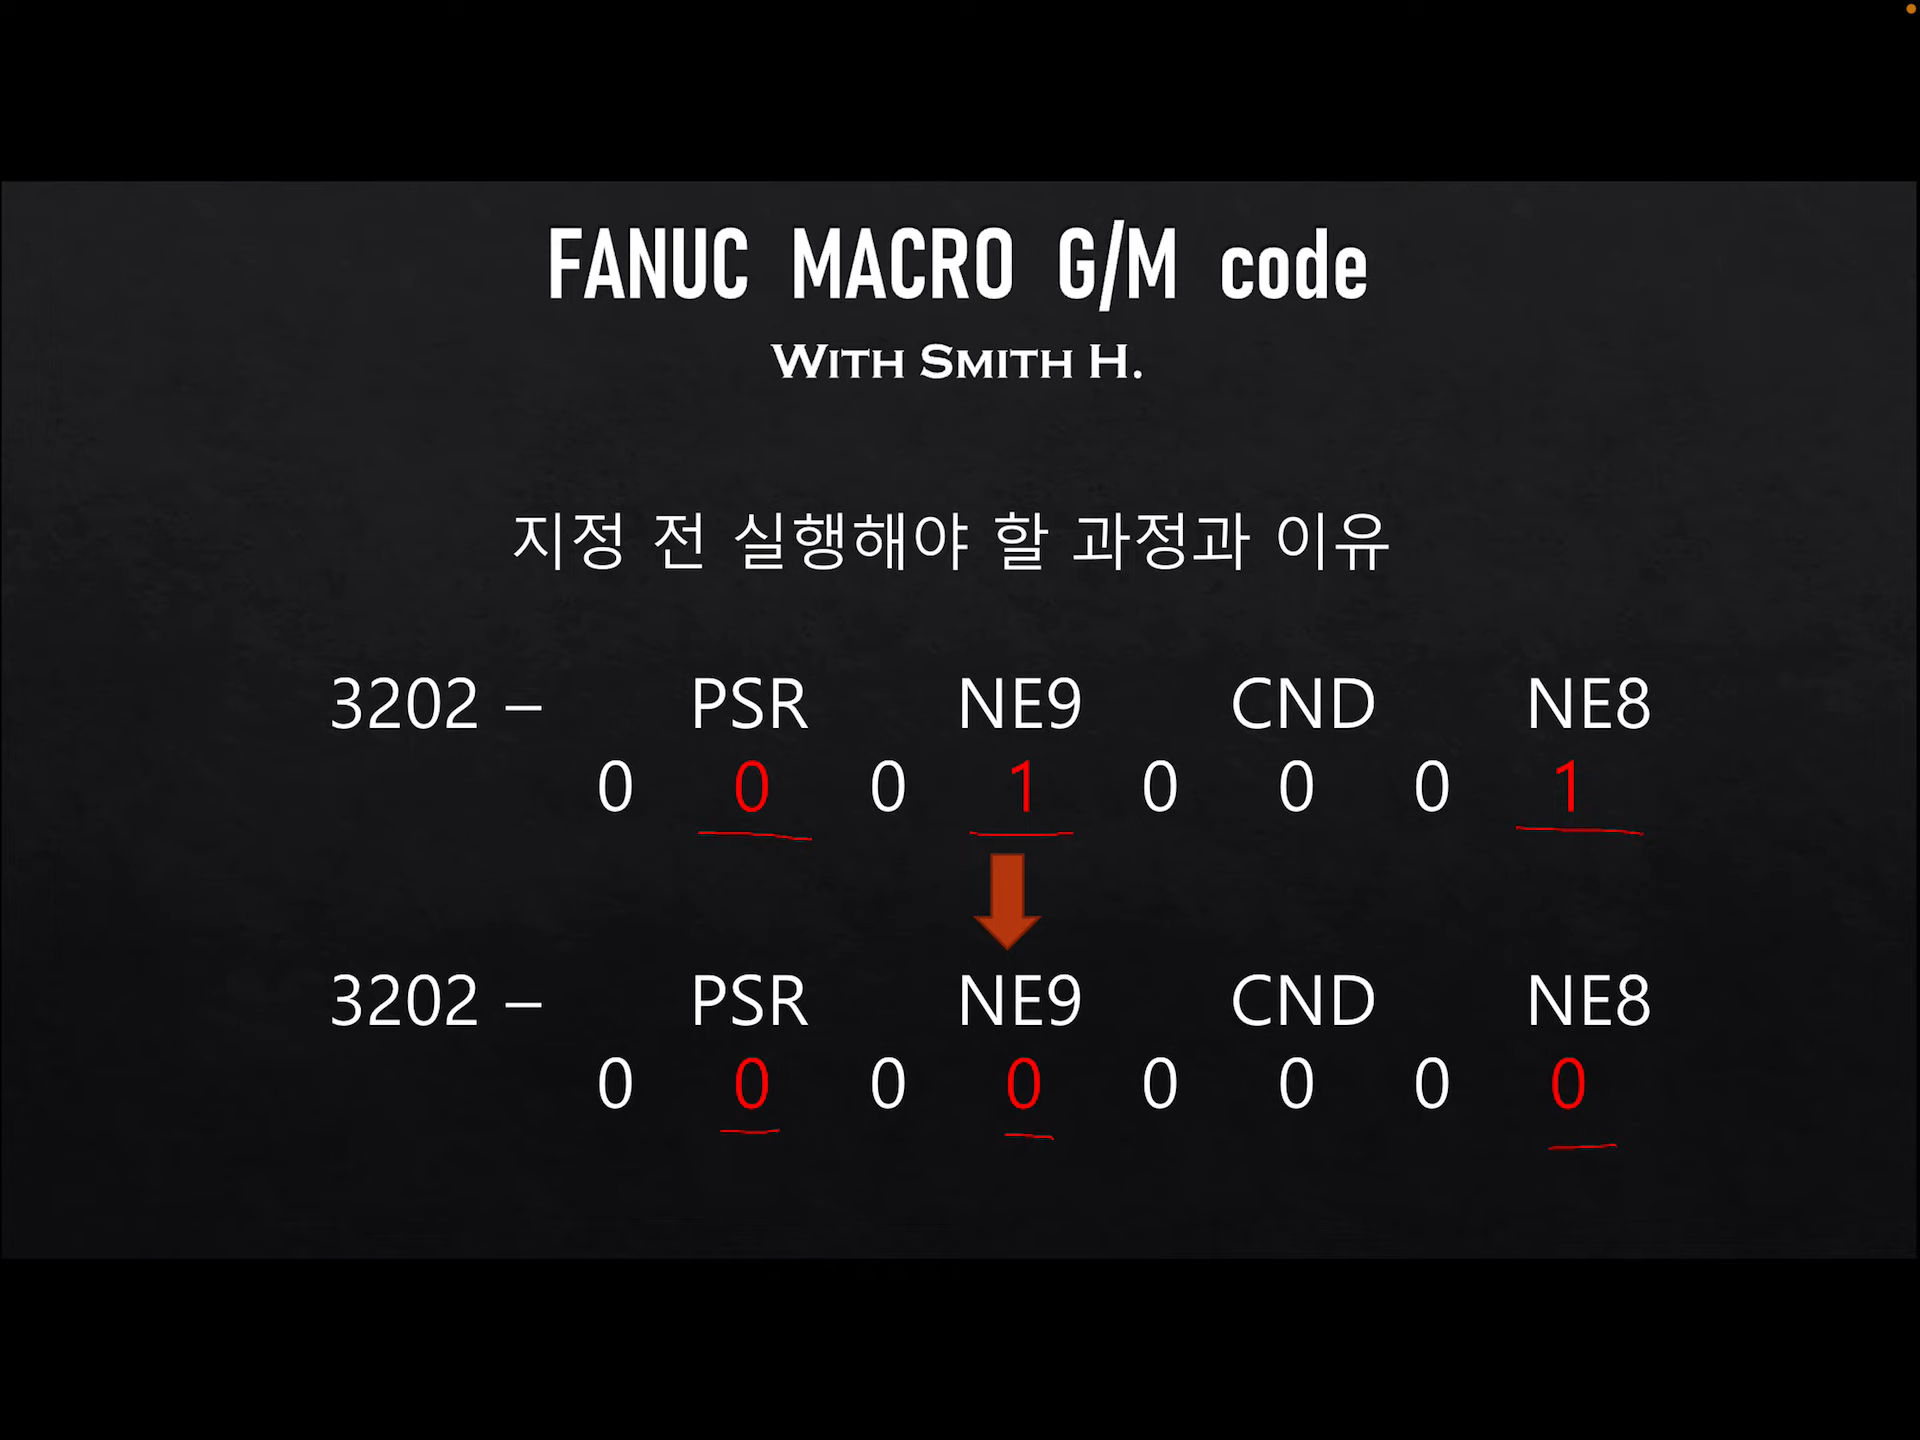 FANUC MACRO G/M code
WITH SMITH H.
지정 전 실행해야 할 과정과 이유
3202 – PSR NE9 CND NE8
0 0 0 1 0 0 0 1
3202 – PSR NE9 CND NE8
0 0 0 0 0 0 0 0